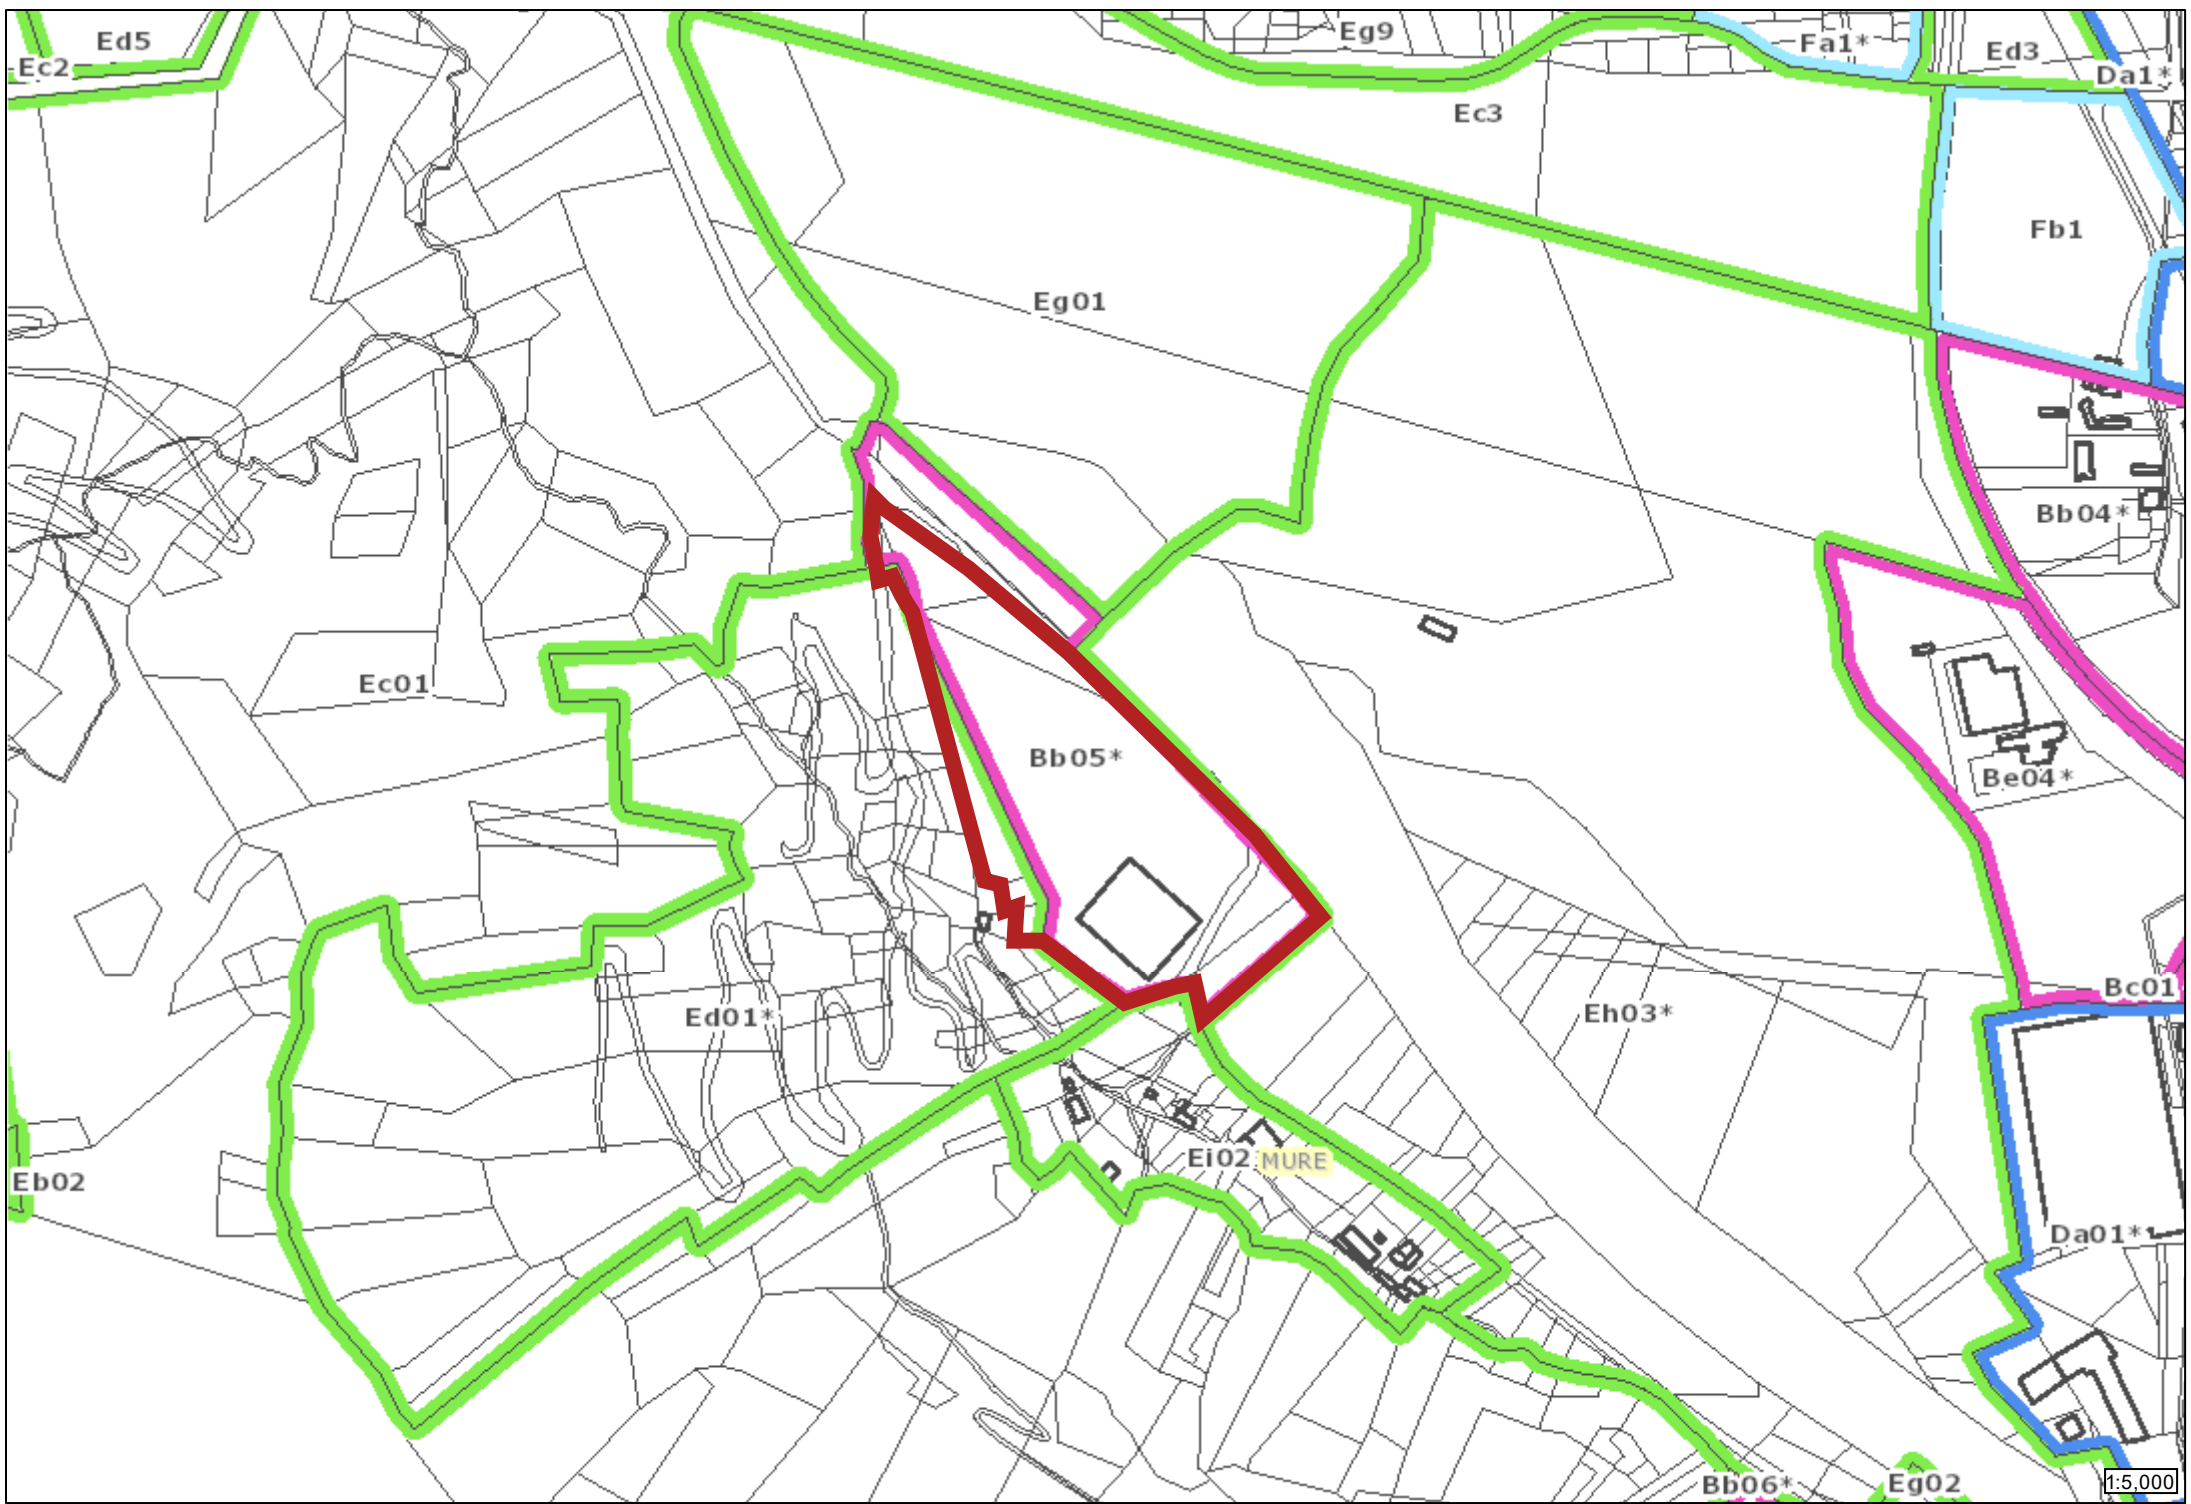 Ed5
Eg9
Fa1*
Ed3
Ec2
Da1*
Ec3
Fb1
Eg01
Bb04*
Ec01
Bb05*
Be04*
Bc01
Ed01*
Eh03*
Ei02 MURE
Eb02
Da01*
Bb06*
Eg02
1:5,000